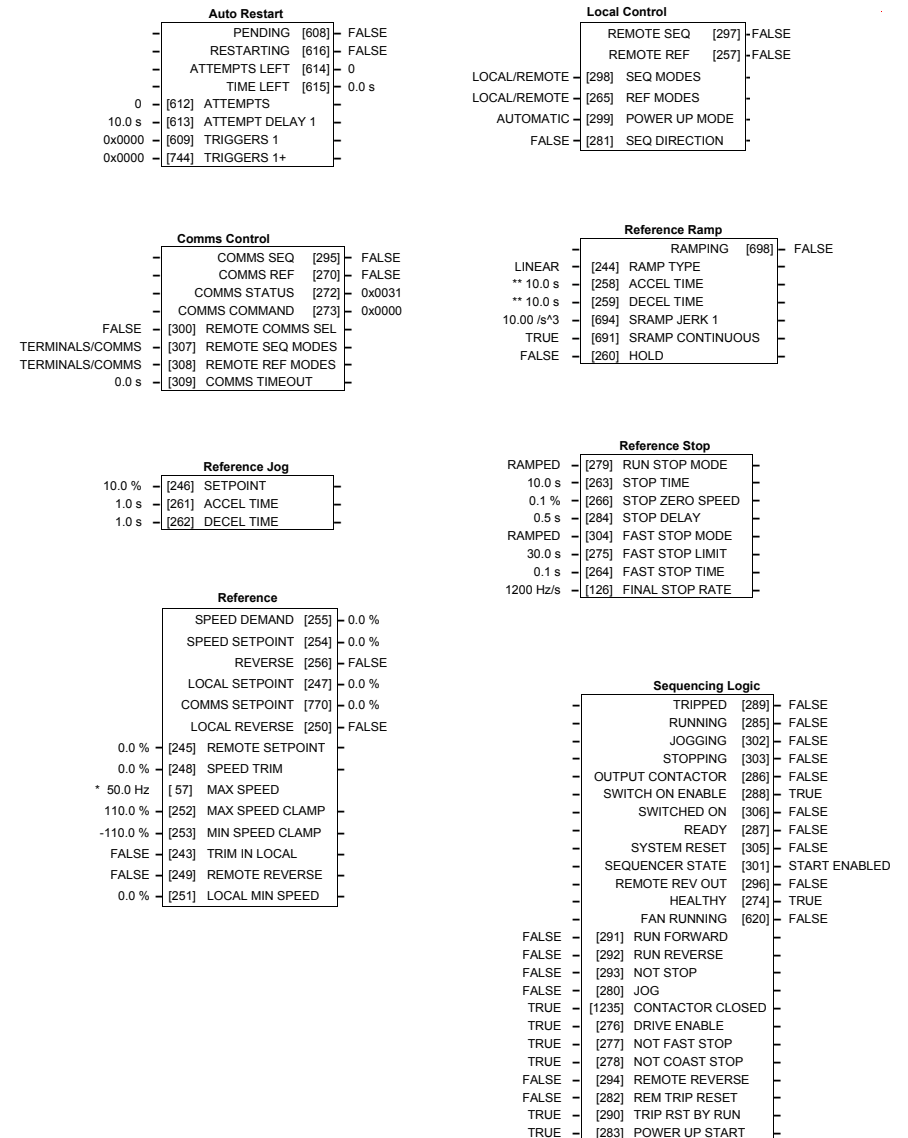 Auto Restart
PENDING [608] FALSE
RESTARTING [616] FALSE
ATTEMPTS LEFT [614] 0
TIME LEFT [615] 0.0 s
0 [612] ATTEMPTS
10.0 s [613] ATTEMPT DELAY 1
0x0000 [609] TRIGGERS 1
0x0000 [744] TRIGGERS 1+
Local Control
REMOTE SEQ [297] FALSE
REMOTE REF [257] FALSE
LOCAL/REMOTE [298] SEQ MODES
LOCAL/REMOTE [265] REF MODES
AUTOMATIC [299] POWER UP MODE
FALSE [281] SEQ DIRECTION
Comms Control
COMMS SEQ [295] FALSE
COMMS REF [270] FALSE
COMMS STATUS [272] 0x0031
COMMS COMMAND [273] 0x0000
FALSE [300] REMOTE COMMS SEL
TERMINALS/COMMS [307] REMOTE SEQ MODES
TERMINALS/COMMS [308] REMOTE REF MODES
0.0 s [309] COMMS TIMEOUT
Reference Ramp
RAMPING [698] FALSE
LINEAR [244] RAMP TYPE
** 10.0 s [258] ACCEL TIME
** 10.0 s [259] DECEL TIME
10.00 /s^3 [694] SRAMP JERK 1
TRUE [691] SRAMP CONTINUOUS
FALSE [260] HOLD
Reference Jog
10.0 % [246] SETPOINT
1.0 s [261] ACCEL TIME
1.0 s [262] DECEL TIME
Reference Stop
RAMPED [279] RUN STOP MODE
10.0 s [263] STOP TIME
0.1 % [266] STOP ZERO SPEED
0.5 s [284] STOP DELAY
RAMPED [304] FAST STOP MODE
30.0 s [275] FAST STOP LIMIT
0.1 s [264] FAST STOP TIME
1200 Hz/s [126] FINAL STOP RATE
Reference
SPEED DEMAND [255] 0.0 %
SPEED SETPOINT [254] 0.0 %
REVERSE [256] FALSE
LOCAL SETPOINT [247] 0.0 %
COMMS SETPOINT [770] 0.0 %
LOCAL REVERSE [250] FALSE
0.0 % [245] REMOTE SETPOINT
0.0 % [248] SPEED TRIM
* 50.0 Hz [ 57] MAX SPEED
110.0 % [252] MAX SPEED CLAMP
-110.0 % [253] MIN SPEED CLAMP
FALSE [243] TRIM IN LOCAL
FALSE [249] REMOTE REVERSE
0.0 % [251] LOCAL MIN SPEED
Sequencing Logic
TRIPPED [289] FALSE
RUNNING [285] FALSE
JOGGING [302] FALSE
STOPPING [303] FALSE
OUTPUT CONTACTOR [286] FALSE
SWITCH ON ENABLE [288] TRUE
SWITCHED ON [306] FALSE
READY [287] FALSE
SYSTEM RESET [305] FALSE
SEQUENCER STATE [301] START ENABLED
REMOTE REV OUT [296] FALSE
HEALTHY [274] TRUE
FAN RUNNING [620] FALSE
FALSE [291] RUN FORWARD
FALSE [292] RUN REVERSE
FALSE [293] NOT STOP
FALSE [280] JOG
TRUE [1235] CONTACTOR CLOSED
TRUE [276] DRIVE ENABLE
TRUE [277] NOT FAST STOP
TRUE [278] NOT COAST STOP
FALSE [294] REMOTE REVERSE
FALSE [282] REM TRIP RESET
TRUE [290] TRIP RST BY RUN
TRUE [283] POWER UP START